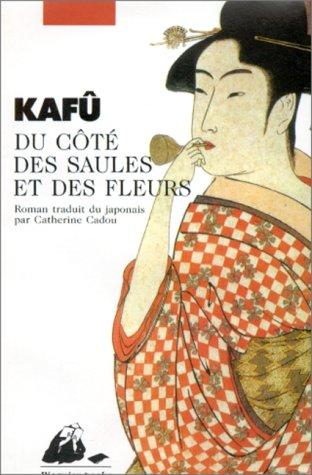 KAFÛ
DU CÔTÉ
DES SAULES
ET DES FLEURS
Roman traduit du japonais
par Catherine Cadou